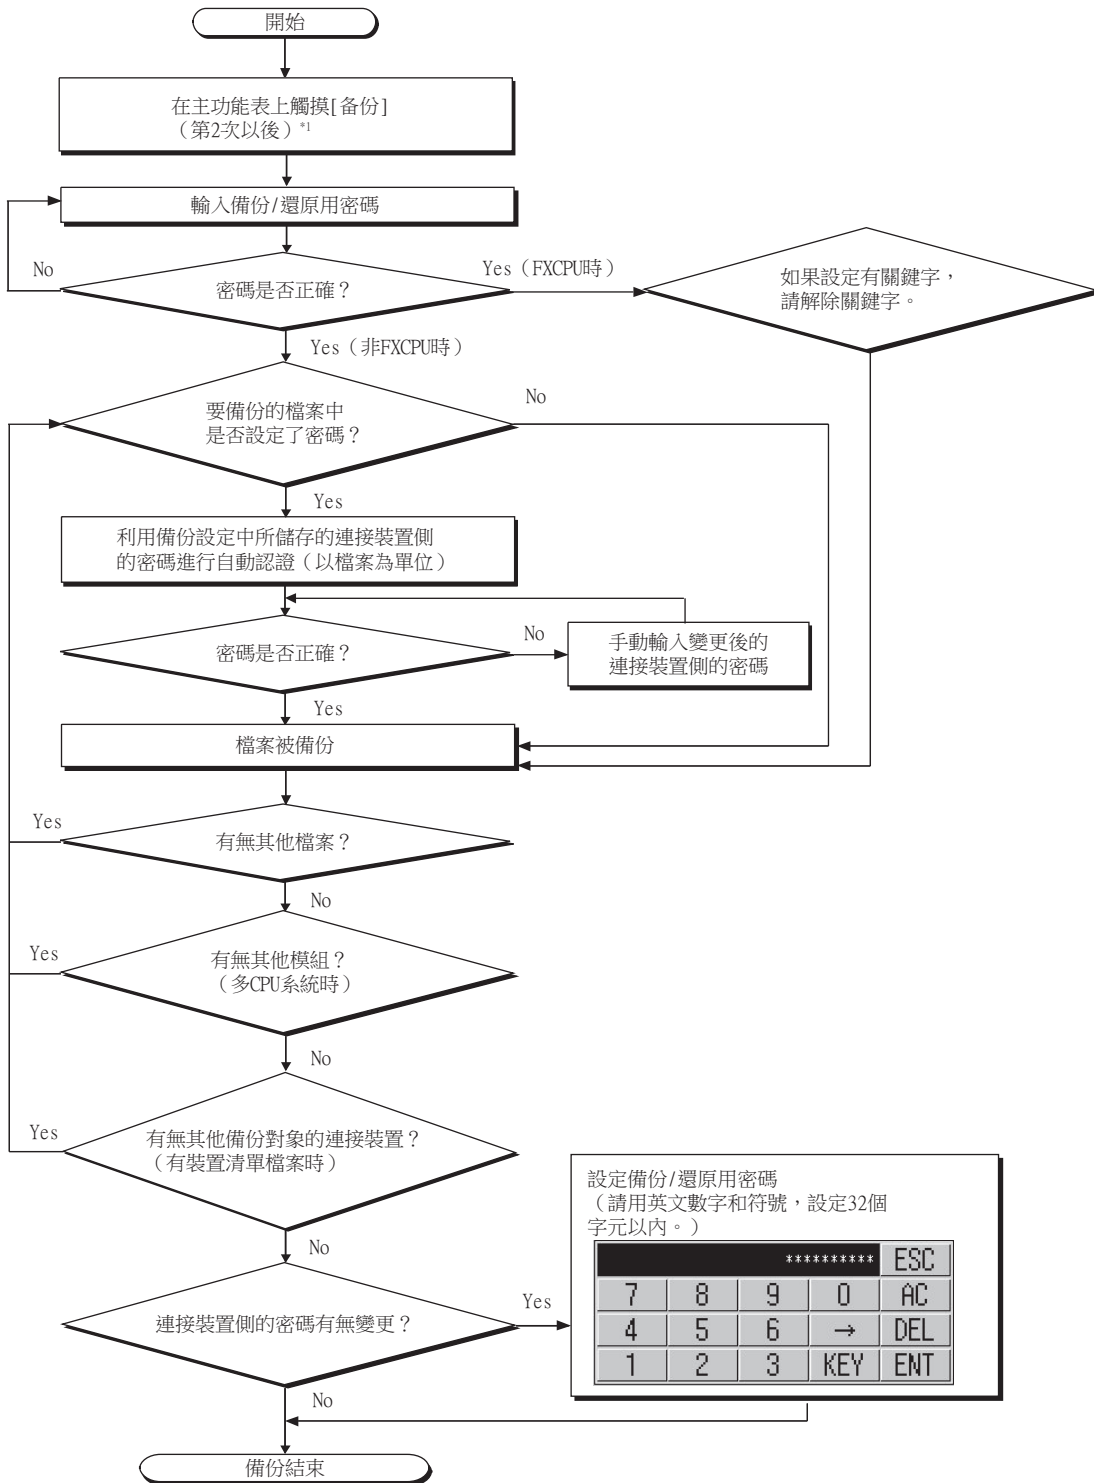 開始
在主功能表上觸摸[备份]
（第2次以後）*1
輸入備份/還原用密碼
No
密碼是否正確？
Yes（FXCPU時）
如果設定有關鍵字，
請解除關鍵字。
Yes（非FXCPU時）
要備份的檔案中
是否設定了密碼？
No
Yes
利用備份設定中所儲存的連接裝置側
的密碼進行自動認證（以檔案為單位）
密碼是否正確？
No
手動輸入變更後的
連接裝置側的密碼
Yes
檔案被備份
Yes
有無其他檔案？
No
Yes
有無其他模組？
（多CPU系統時）
No
Yes
有無其他備份對象的連接裝置？
（有裝置清單檔案時）
No
設定備份/還原用密碼
（請用英文數字和符號，設定32個
字元以內。）
********** ESC
7 8 9 0 AC
4 5 6 → DEL
1 2 3 KEY ENT
連接裝置側的密碼有無變更？
Yes
No
備份結束